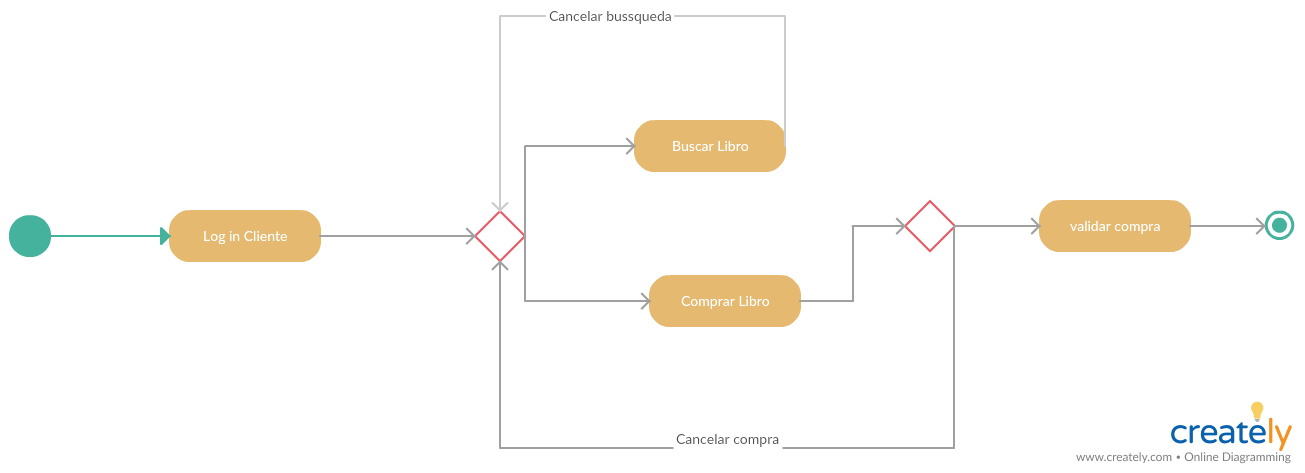 Cancelar bussqueda
Buscar Libro
Log in Cliente
validar compra
Comprar Libro
Cancelar compra
creately
www.creately.com • Online Diagramming